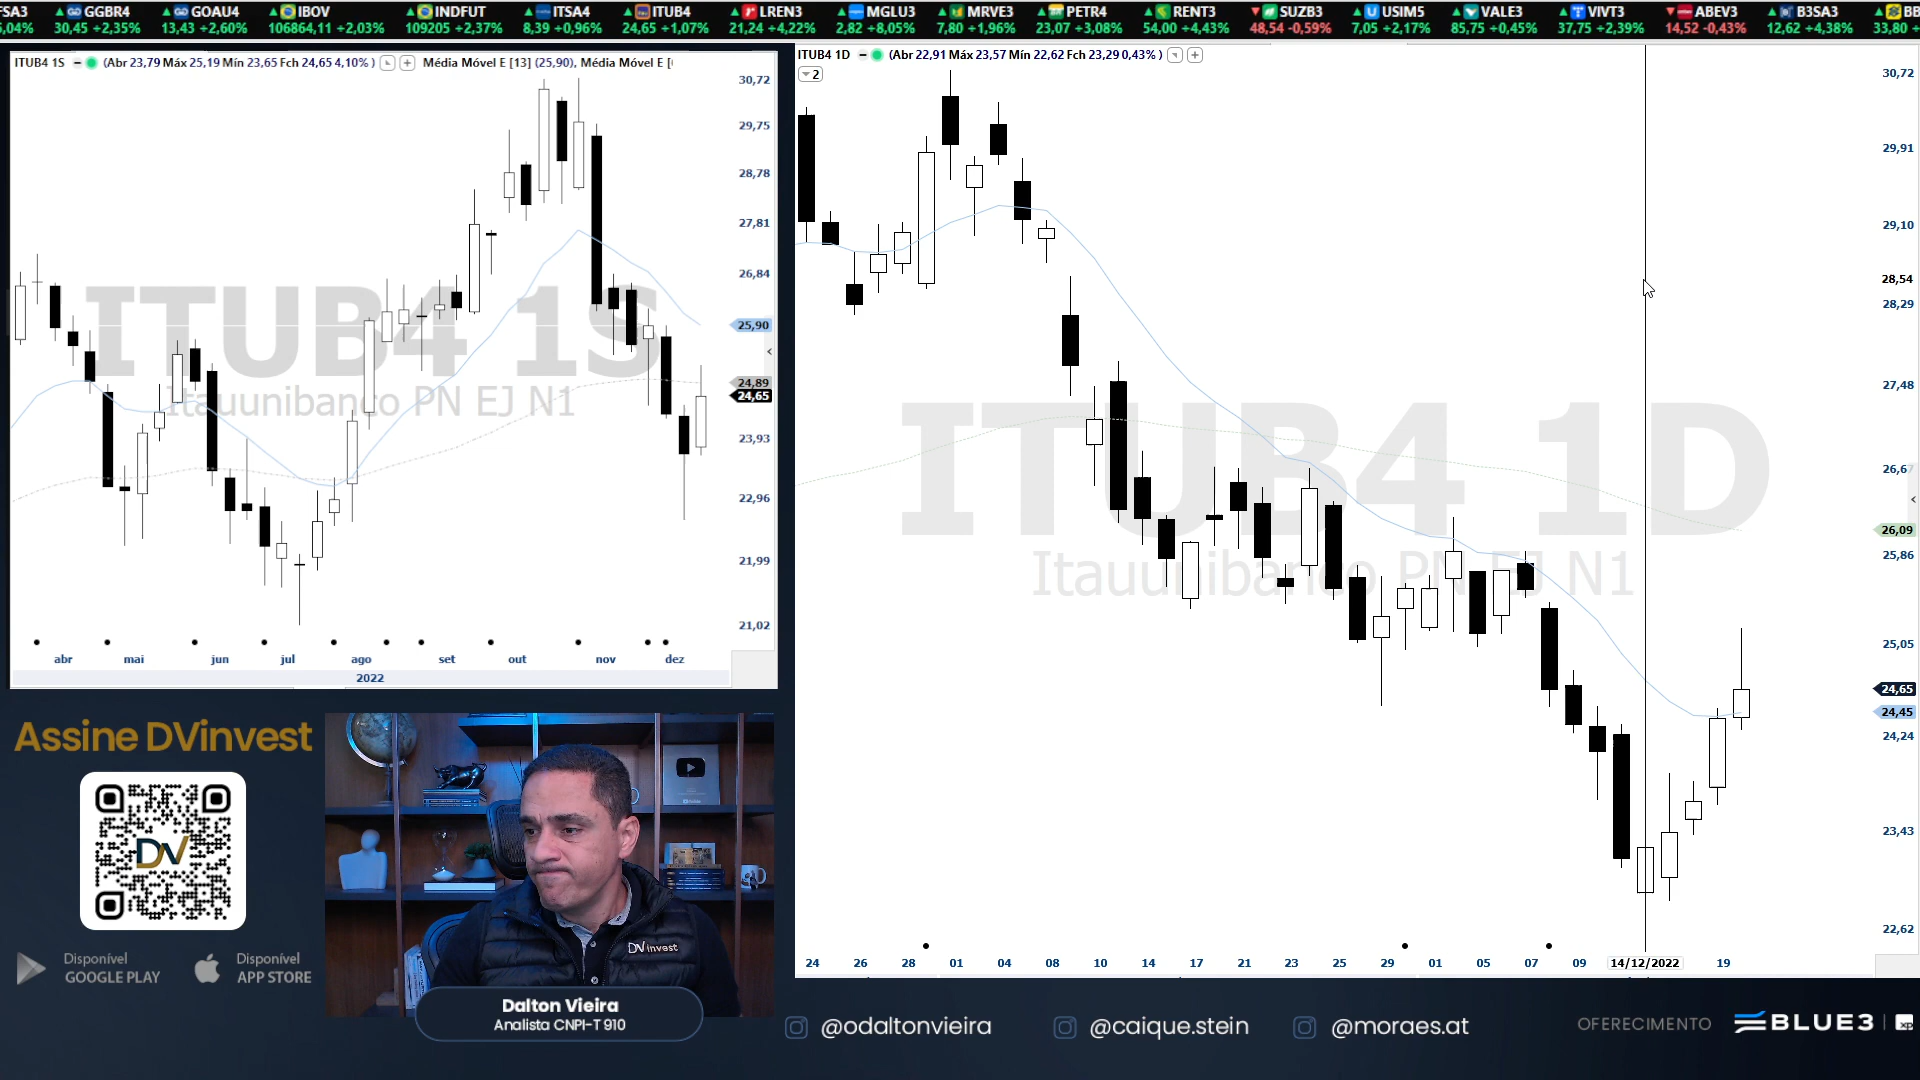 FSA3 GGBR4 GOAU4 IBOV INDFUT ITSA4 ITUB4 LREN3 MGLU3 MRVE3 PETR4 RENT3 SUZB3 USIM5 VALE3 VIVT3 ABEV3 B3SA3 BB
30,45 +2,35% 13,43 +2,60% 106864,11 +2,03% 109205 +2,37% 8,39 +0,96% 24,65 +1,07% 21,24 +4,22% 2,82 +8,05% 7,80 +1,96% 23,07 +3,08% 54,00 +4,43% 48,54 -0,59% 7,05 +2,17% 85,75 +0,45% 37,75 +2,39% 14,52 -0,43% 12,62 +4,38% 33,80
ITUB4 1S (Abr 23,79 Máx 25,19 Mín 23,65 Fch 24,65 4,10% ) Média Móvel E [13] (25,90), Média Móvel E [
30,72
29,75
28,78
27,81
26,84
25,90
24,89
24,65
23,93
22,96
21,99
21,02
ITUB4 1S
Itauunibanco PN EJ N1
abr mai jun jul ago set out nov dez
2022
ITUB4 1D (Abr 22,91 Máx 23,57 Mín 22,62 Fch 23,29 0,43% )
2
30,72
29,91
29,10
28,54
28,29
27,48
26,67
26,09
25,86
25,05
24,65
24,45
24,24
23,43
22,62
ITUB4 1D
Itauunibanco PN EJ N1
24 26 28 01 04 08 10 14 17 21 23 25 29 01 05 07 09 14/12/2022 19
Assine DVinvest
DV
Disponível
GOOGLE PLAY
Disponível
APP STORE
DVinvest
Dalton Vieira
Analista CNPI-T 910
@odaltonvieira
@caique.stein
@moraes.at
OFERECIMENTO BLUE3 | xp